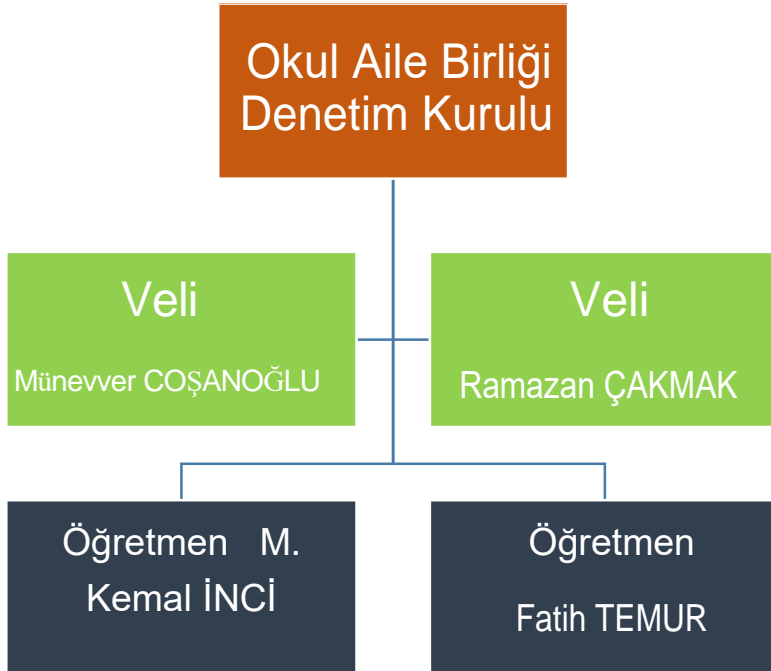 Okul Aile Birliği
Denetim Kurulu
Veli
Münevver COŞANOĞLU
Veli
Ramazan ÇAKMAK
Öğretmen M.
Kemal İNCİ
Öğretmen
Fatih TEMUR